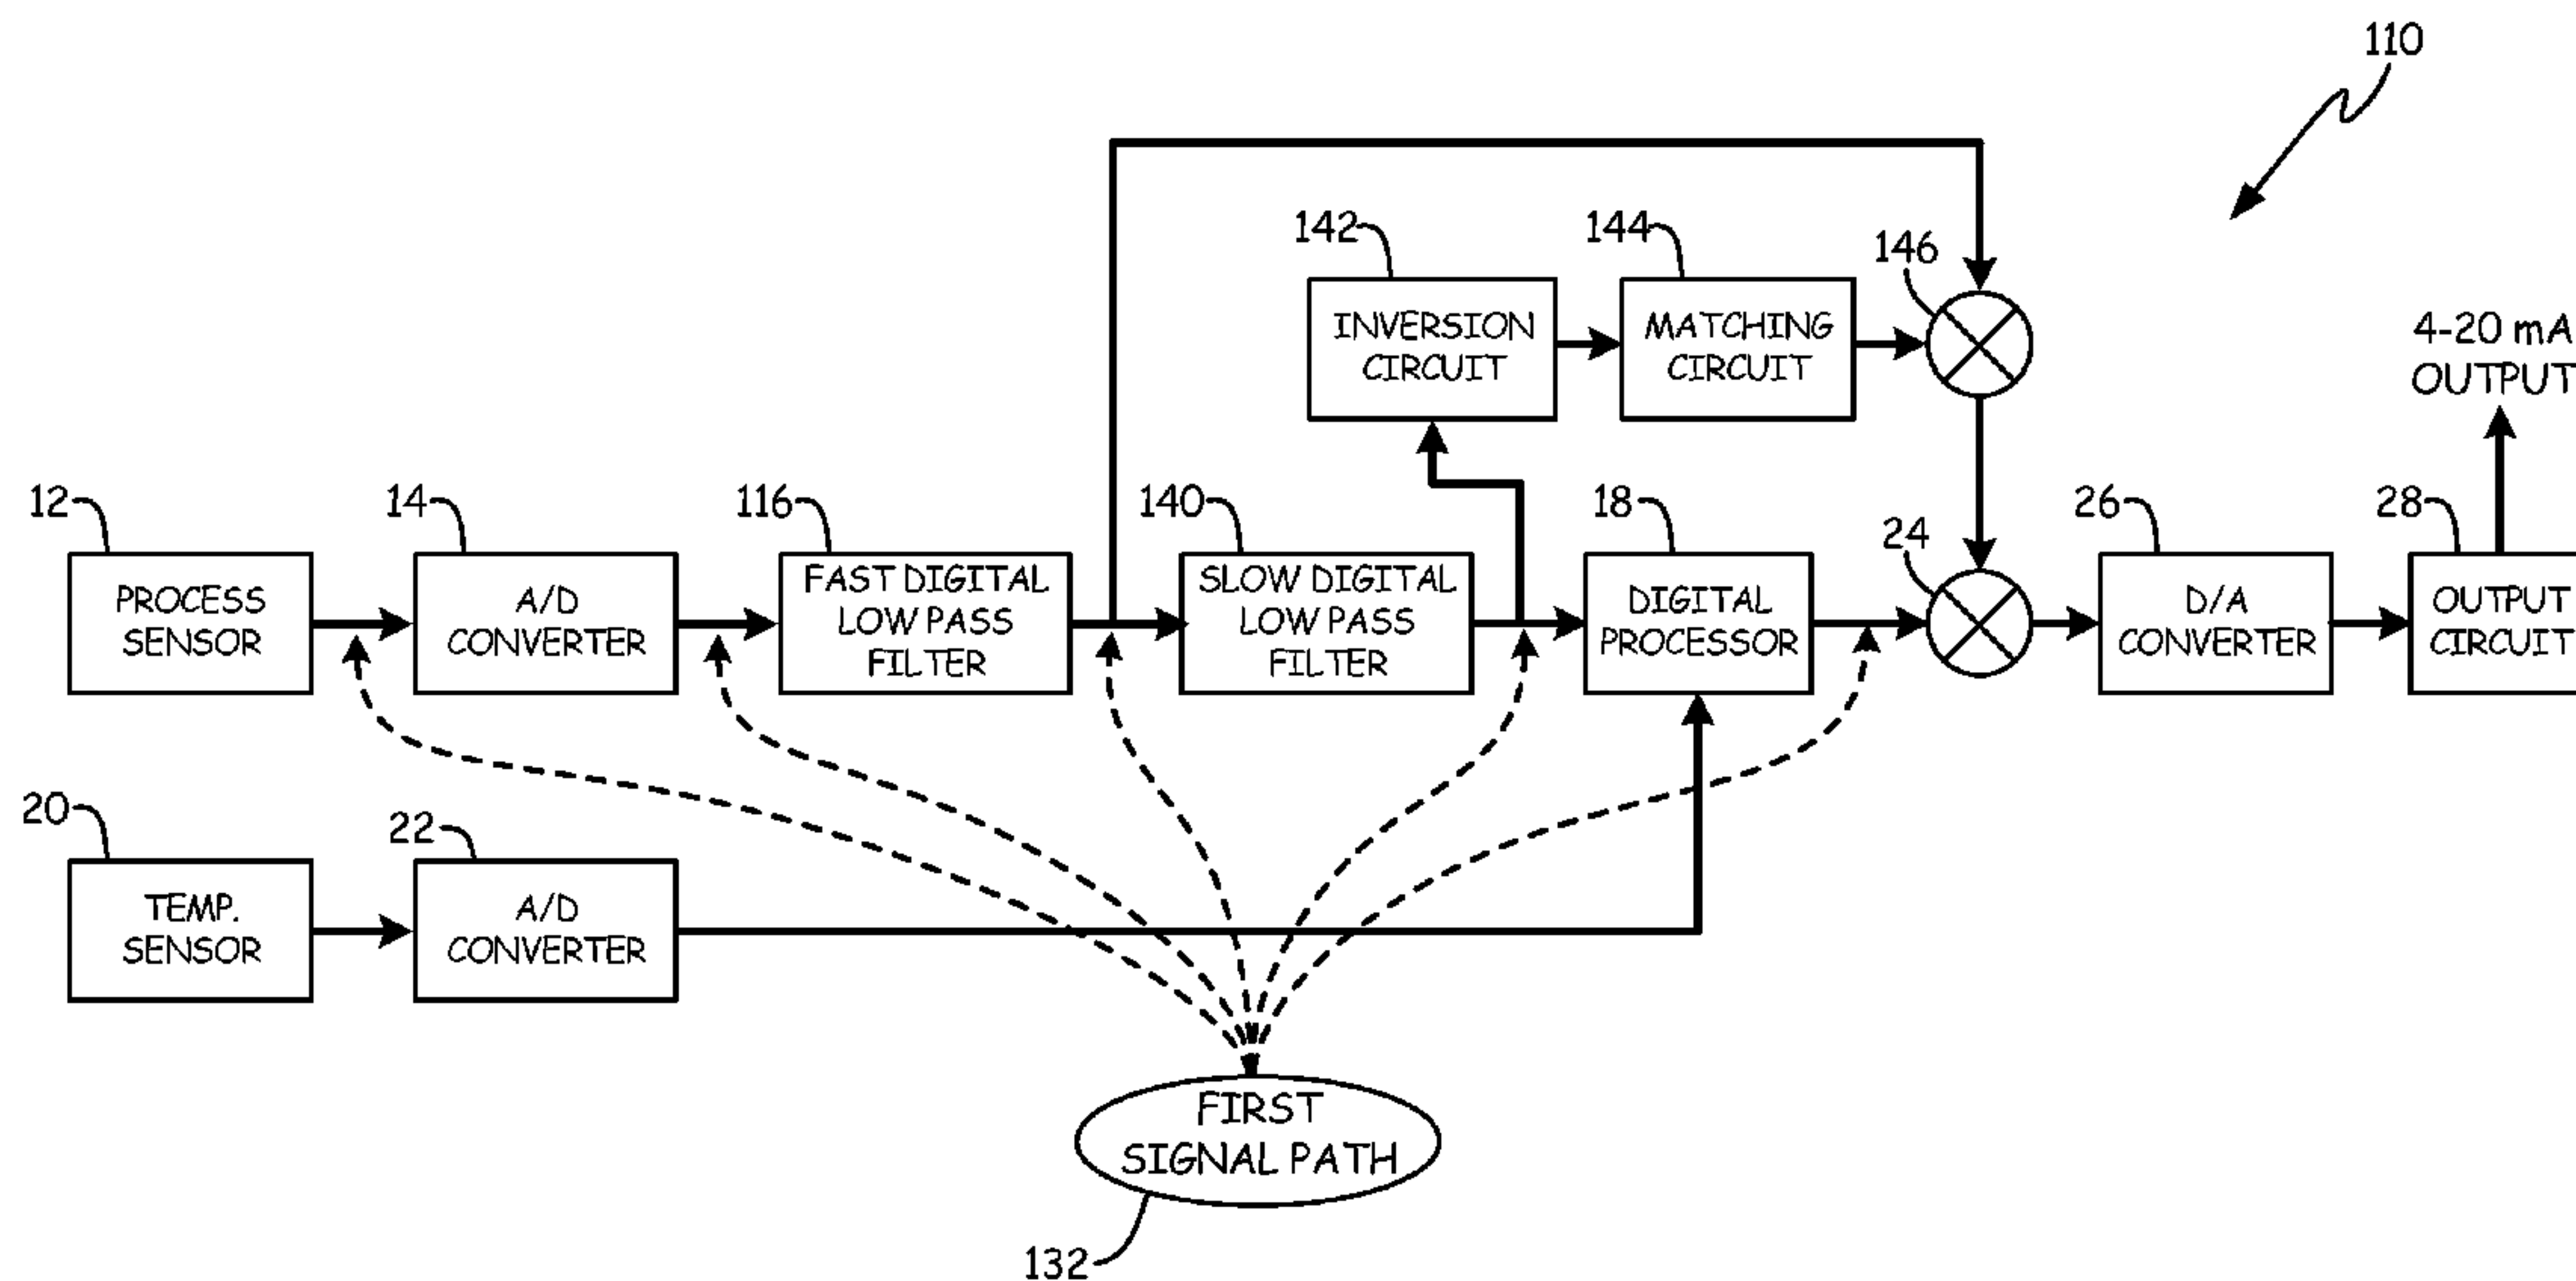 110
142
144
146
INVERSION
CIRCUIT
MATCHING
CIRCUIT
4-20 mA
OUTPUT
12
14
116
140
18
24
26
28
PROCESS
SENSOR
A/D
CONVERTER
FAST DIGITAL
LOW PASS
FILTER
SLOW DIGITAL
LOW PASS
FILTER
DIGITAL
PROCESSOR
D/A
CONVERTER
OUTPUT
CIRCUIT
20
22
TEMP.
SENSOR
A/D
CONVERTER
FIRST
SIGNAL PATH
132